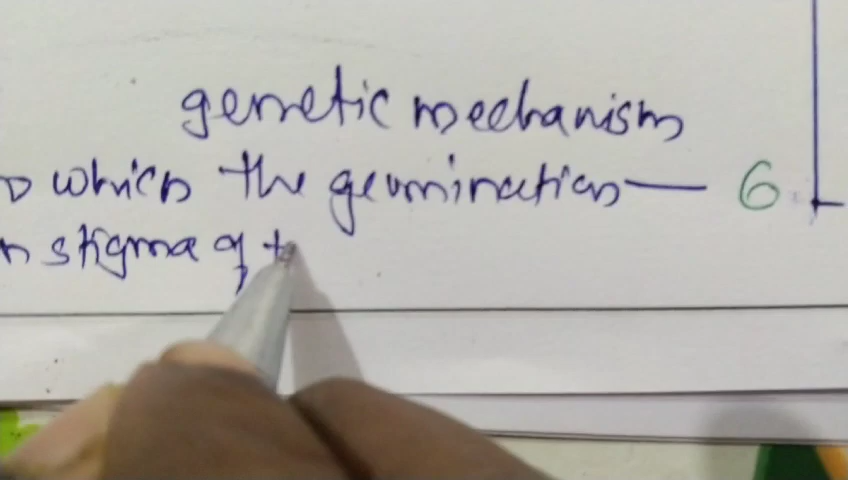 genetic mechanism
which the germination — 6
stigma of t